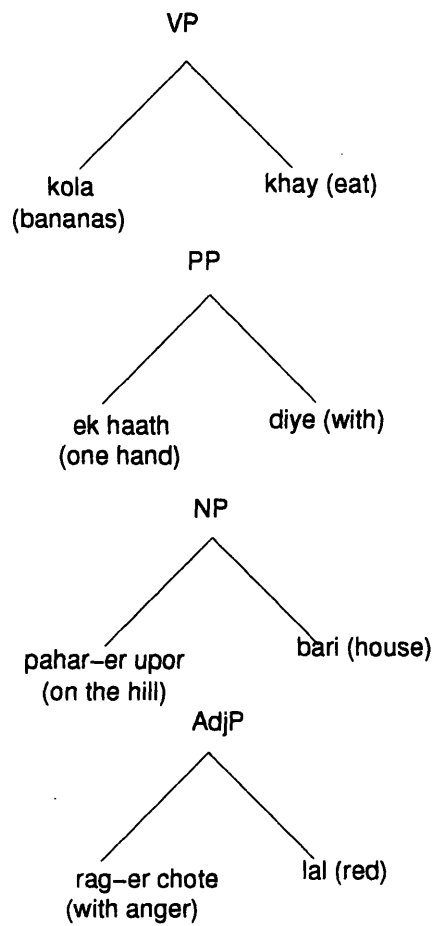 VP
kola
(bananas)
khay (eat)
PP
ek haath
(one hand)
diye (with)
NP
pahar–er upor
(on the hill)
bari (house)
AdjP
rag–er chote
(with anger)
lal (red)